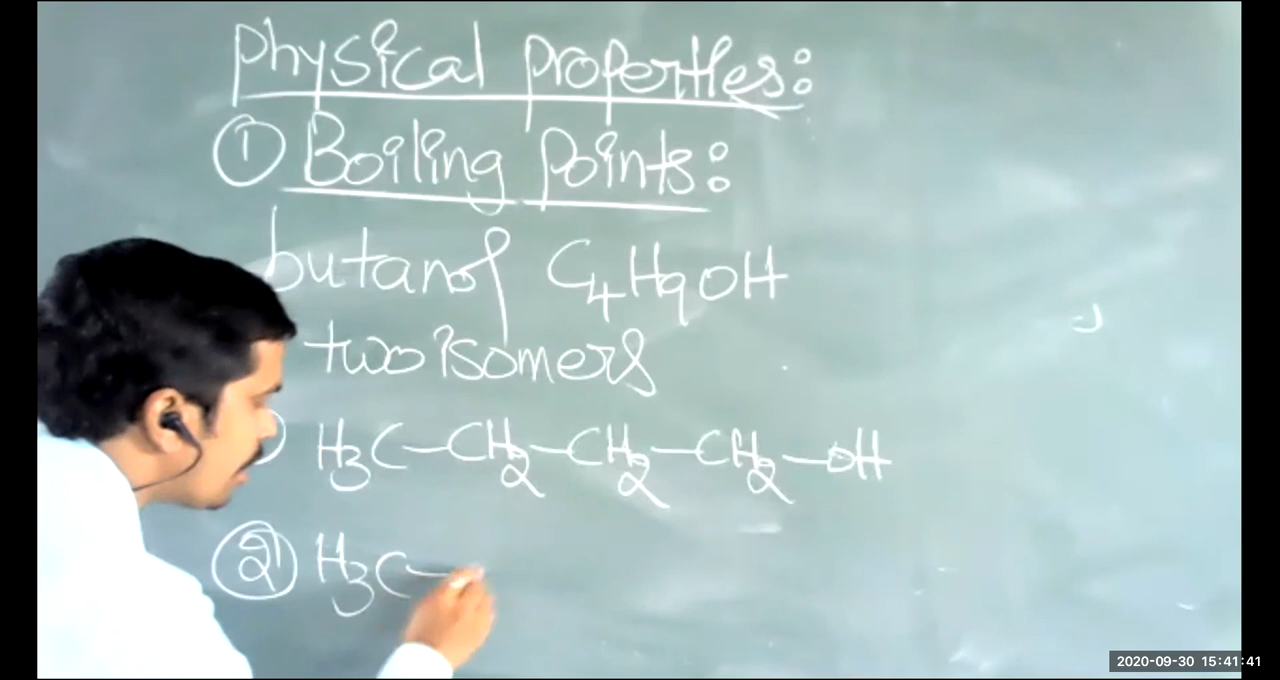 Physical properties:
① Boiling points:
butanol C₄H₉OH
two isomers
H₃C-CH₂-CH₂-CH₂-OH
② H₃C-
2020-09-30 15:41:41